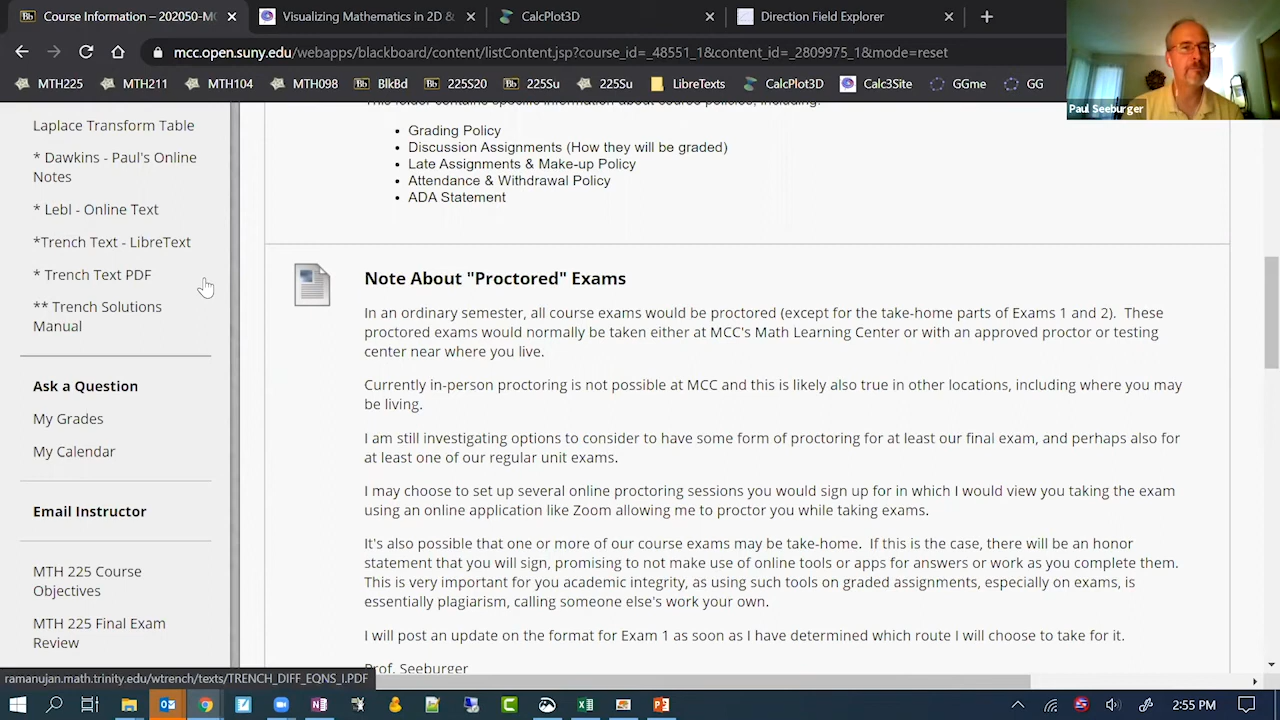 Course Information – 202050-MC
Visualizing Mathematics in 2D &
CalcPlot3D
Direction Field Explorer
mcc.open.suny.edu/webapps/blackboard/content/listContent.jsp?course_id=_48551_1&content_id=_2809975_1&mode=reset
MTH225
MTH211
MTH104
MTH098
BlkBd
225S20
225Su
225Su
LibreTexts
CalcPlot3D
Calc3Site
GGme
GG
Paul Seeburger
Laplace Transform Table
* Dawkins - Paul's Online
Notes
* Lebl - Online Text
*Trench Text - LibreText
* Trench Text PDF
** Trench Solutions
Manual
Ask a Question
My Grades
My Calendar
Email Instructor
MTH 225 Course
Objectives
MTH 225 Final Exam
Review
This folder contains specific information about course policies, including:
• Grading Policy
• Discussion Assignments (How they will be graded)
• Late Assignments & Make-up Policy
• Attendance & Withdrawal Policy
• ADA Statement
Note About "Proctored" Exams
In an ordinary semester, all course exams would be proctored (except for the take-home parts of Exams 1 and 2).  These
proctored exams would normally be taken either at MCC's Math Learning Center or with an approved proctor or testing
center near where you live.
Currently in-person proctoring is not possible at MCC and this is likely also true in other locations, including where you may
be living.
I am still investigating options to consider to have some form of proctoring for at least our final exam, and perhaps also for
at least one of our regular unit exams.
I may choose to set up several online proctoring sessions you would sign up for in which I would view you taking the exam
using an online application like Zoom allowing me to proctor you while taking exams.
It's also possible that one or more of our course exams may be take-home.  If this is the case, there will be an honor
statement that you will sign, promising to not make use of online tools or apps for answers or work as you complete them.
This is very important for you academic integrity, as using such tools on graded assignments, especially on exams, is
essentially plagiarism, calling someone else's work your own.
I will post an update on the format for Exam 1 as soon as I have determined which route I will choose to take for it.
Prof. Seeburger
ramanujan.math.trinity.edu/wtrench/texts/TRENCH_DIFF_EQNS_I.PDF
2:55 PM